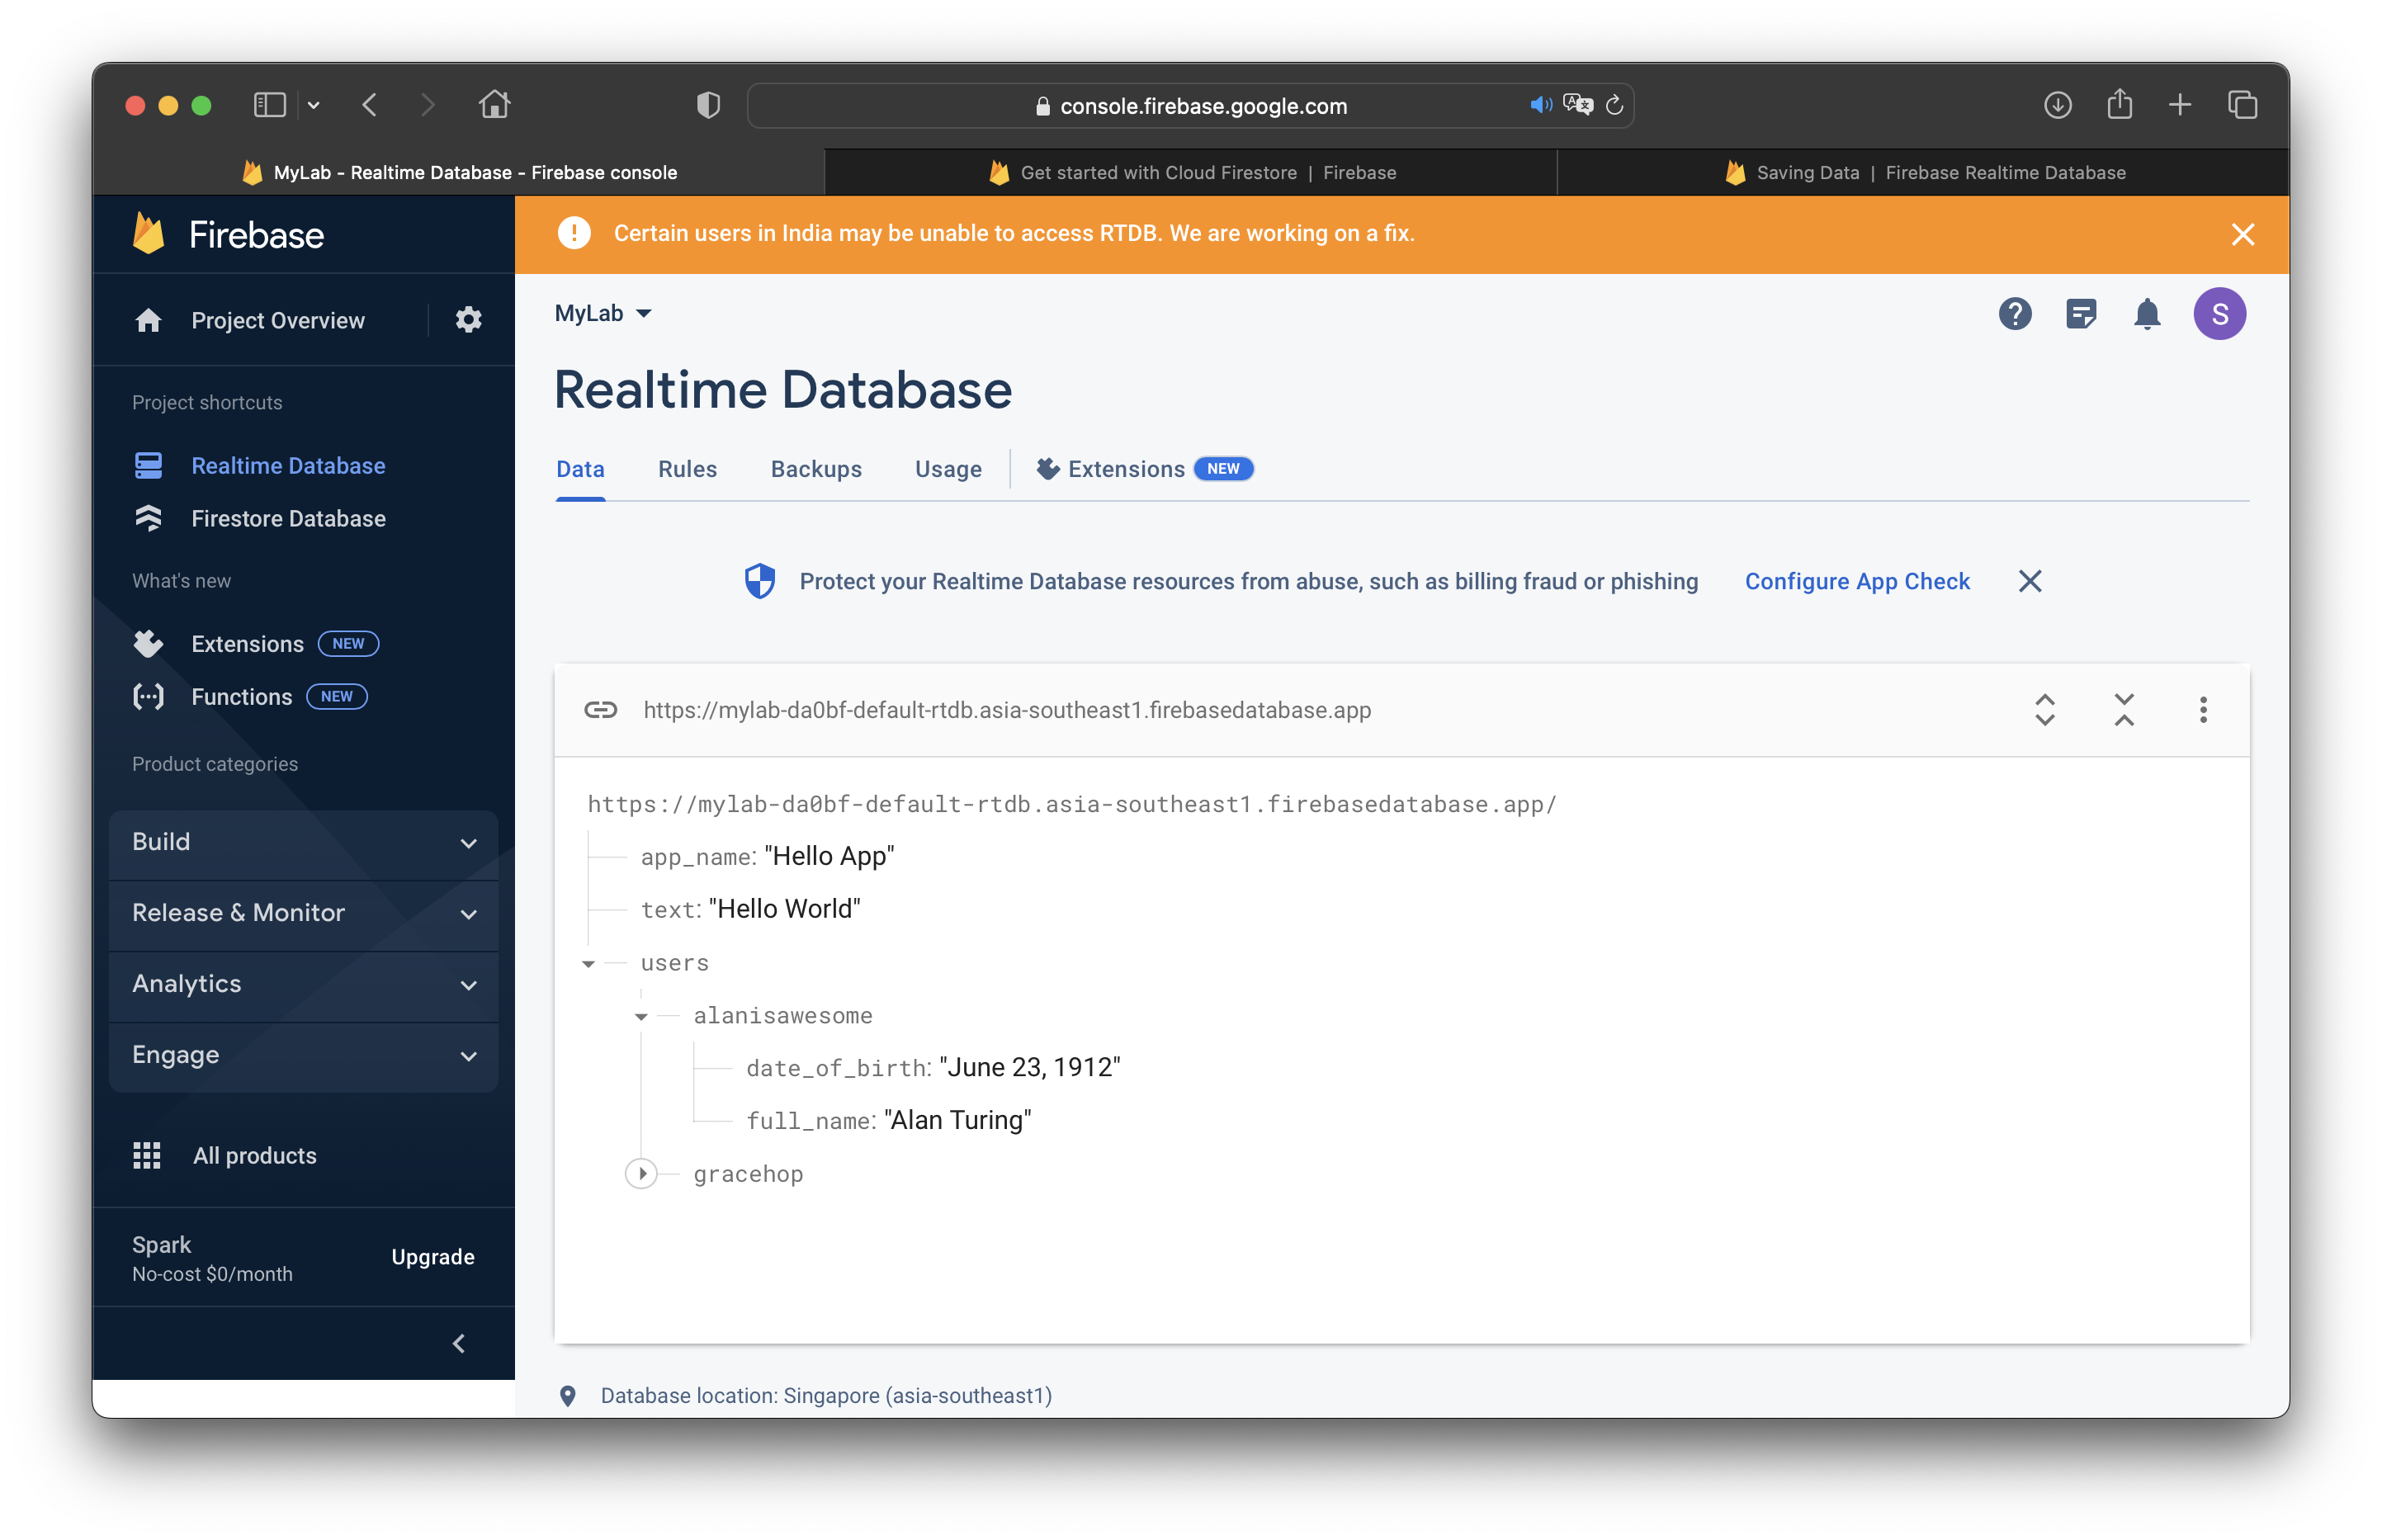 console.firebase.google.com
MyLab - Realtime Database - Firebase console
Get started with Cloud Firestore | Firebase
Saving Data | Firebase Realtime Database
Firebase
Project Overview
Project shortcuts
Realtime Database
Firestore Database
What's new
Extensions NEW
Functions NEW
Product categories
Build
Release & Monitor
Analytics
Engage
All products
Spark
No-cost $0/month
Upgrade
Certain users in India may be unable to access RTDB. We are working on a fix.
MyLab
S
Realtime Database
Data Rules Backups Usage Extensions NEW
Protect your Realtime Database resources from abuse, such as billing fraud or phishing Configure App Check
https://mylab-da0bf-default-rtdb.asia-southeast1.firebasedatabase.app
https://mylab-da0bf-default-rtdb.asia-southeast1.firebasedatabase.app/
app_name: "Hello App"
text: "Hello World"
users
alanisawesome
date_of_birth: "June 23, 1912"
full_name: "Alan Turing"
gracehop
Database location: Singapore (asia-southeast1)